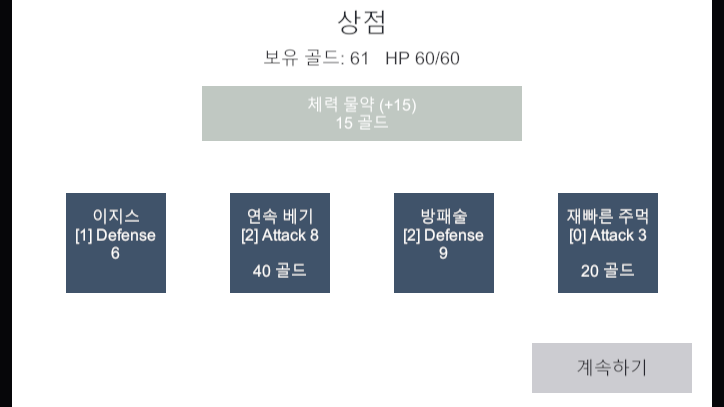 상점
보유 골드: 61 HP 60/60
체력 물약 (+15)
15 골드
이지스
[1] Defense
6
연속 베기
[2] Attack 8
40 골드
방패술
[2] Defense
9
재빠른 주먹
[0] Attack 3
20 골드
계속하기